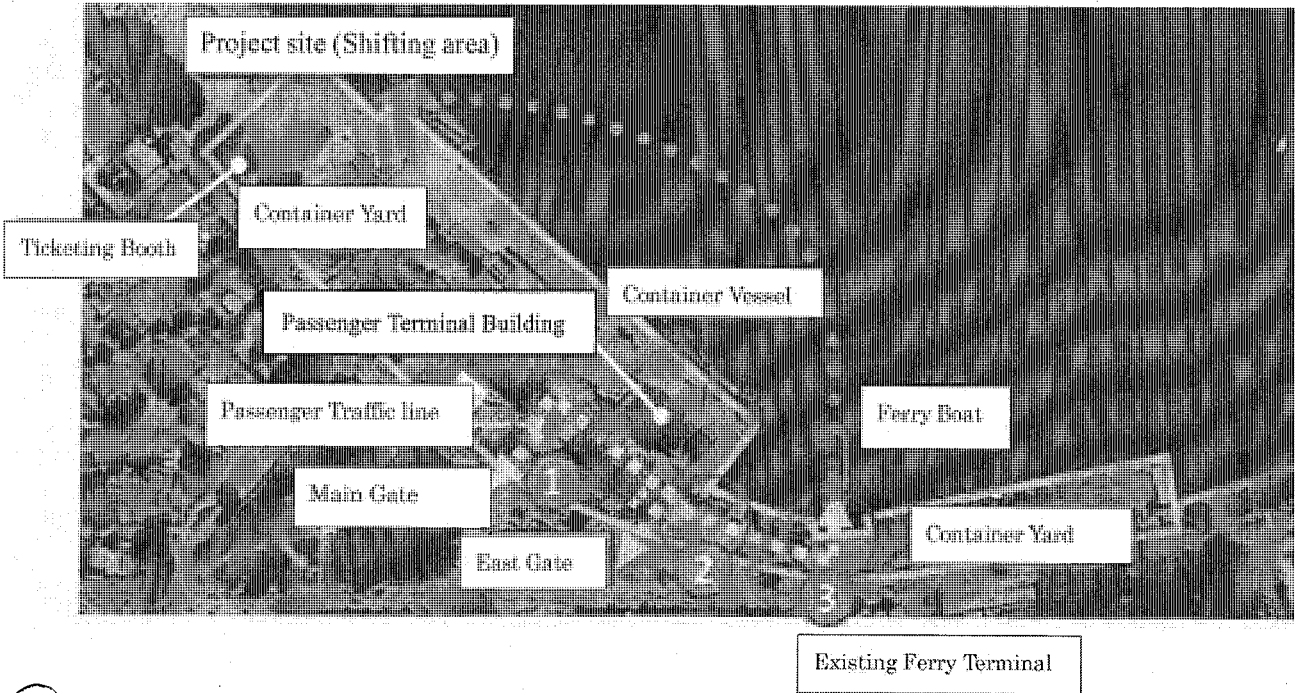 Project site (Shifting area)
Container Yard
Ticketing Booth
Container Vessel
Passenger Terminal Building
Passenger Traffic line
Ferry Boat
1
Main Gate
Container Yard
East Gate
2
3
Existing Ferry Terminal